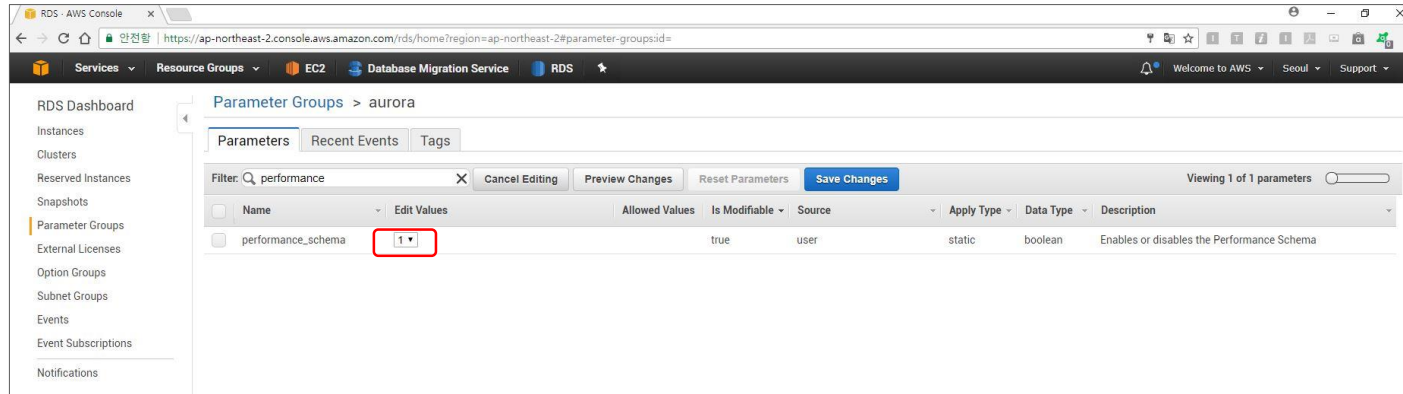 RDS · AWS Console
안전함 | https://ap-northeast-2.console.aws.amazon.com/rds/home?region=ap-northeast-2#parameter-groups:id=
Services Resource Groups EC2 Database Migration Service RDS Welcome to AWS Seoul Support
RDS Dashboard
Instances
Clusters
Reserved Instances
Snapshots
Parameter Groups
External Licenses
Option Groups
Subnet Groups
Events
Event Subscriptions
Notifications
Parameter Groups > aurora
Parameters Recent Events Tags
Filter: performance Cancel Editing Preview Changes Reset Parameters Save Changes Viewing 1 of 1 parameters
Name Edit Values Allowed Values Is Modifiable Source Apply Type Data Type Description
performance_schema 1 true user static boolean Enables or disables the Performance Schema